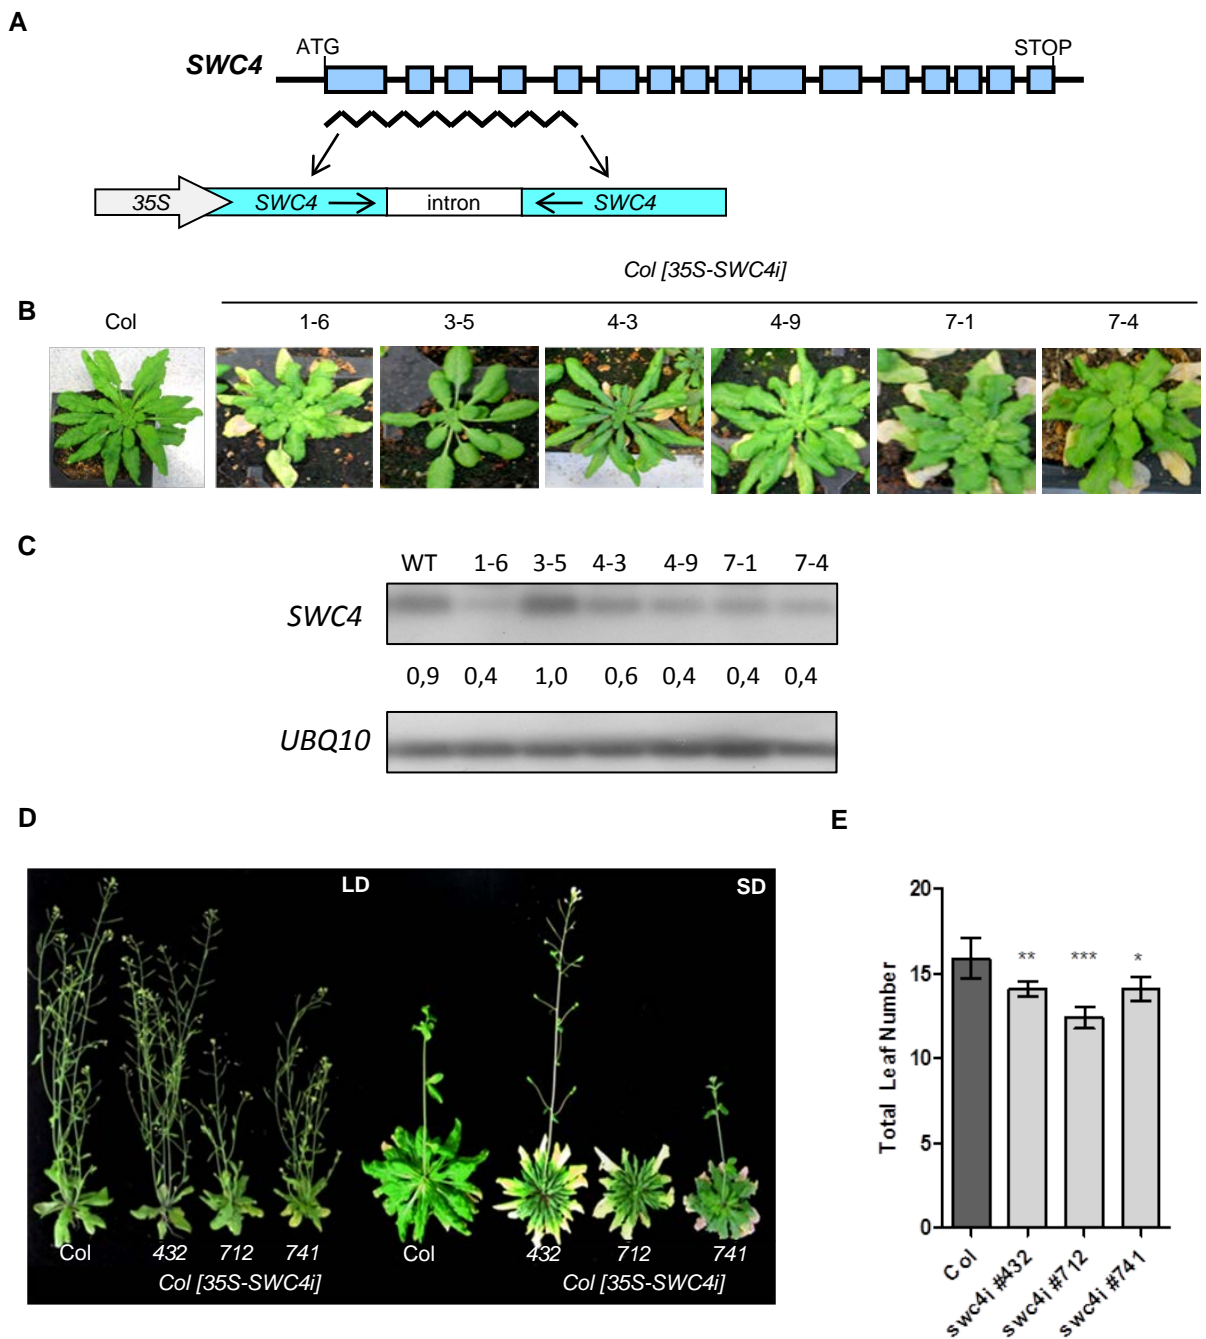 A
ATG
STOP
SWC4
35S
SWC4
intron
SWC4
Col [35S-SWC4i]
B
Col
1-6
3-5
4-3
4-9
7-1
7-4
C
WT 1-6 3-5 4-3 4-9 7-1 7-4
SWC4
0,9 0,4 1,0 0,6 0,4 0,4 0,4
UBQ10
D
LD
SD
Col 432 712 741
Col [35S-SWC4i]
Col 432 712 741
Col [35S-SWC4i]
E
20
15
10
5
0
Total Leaf Number
** *** *
Col
swc4i #432
swc4i #712
swc4i #741